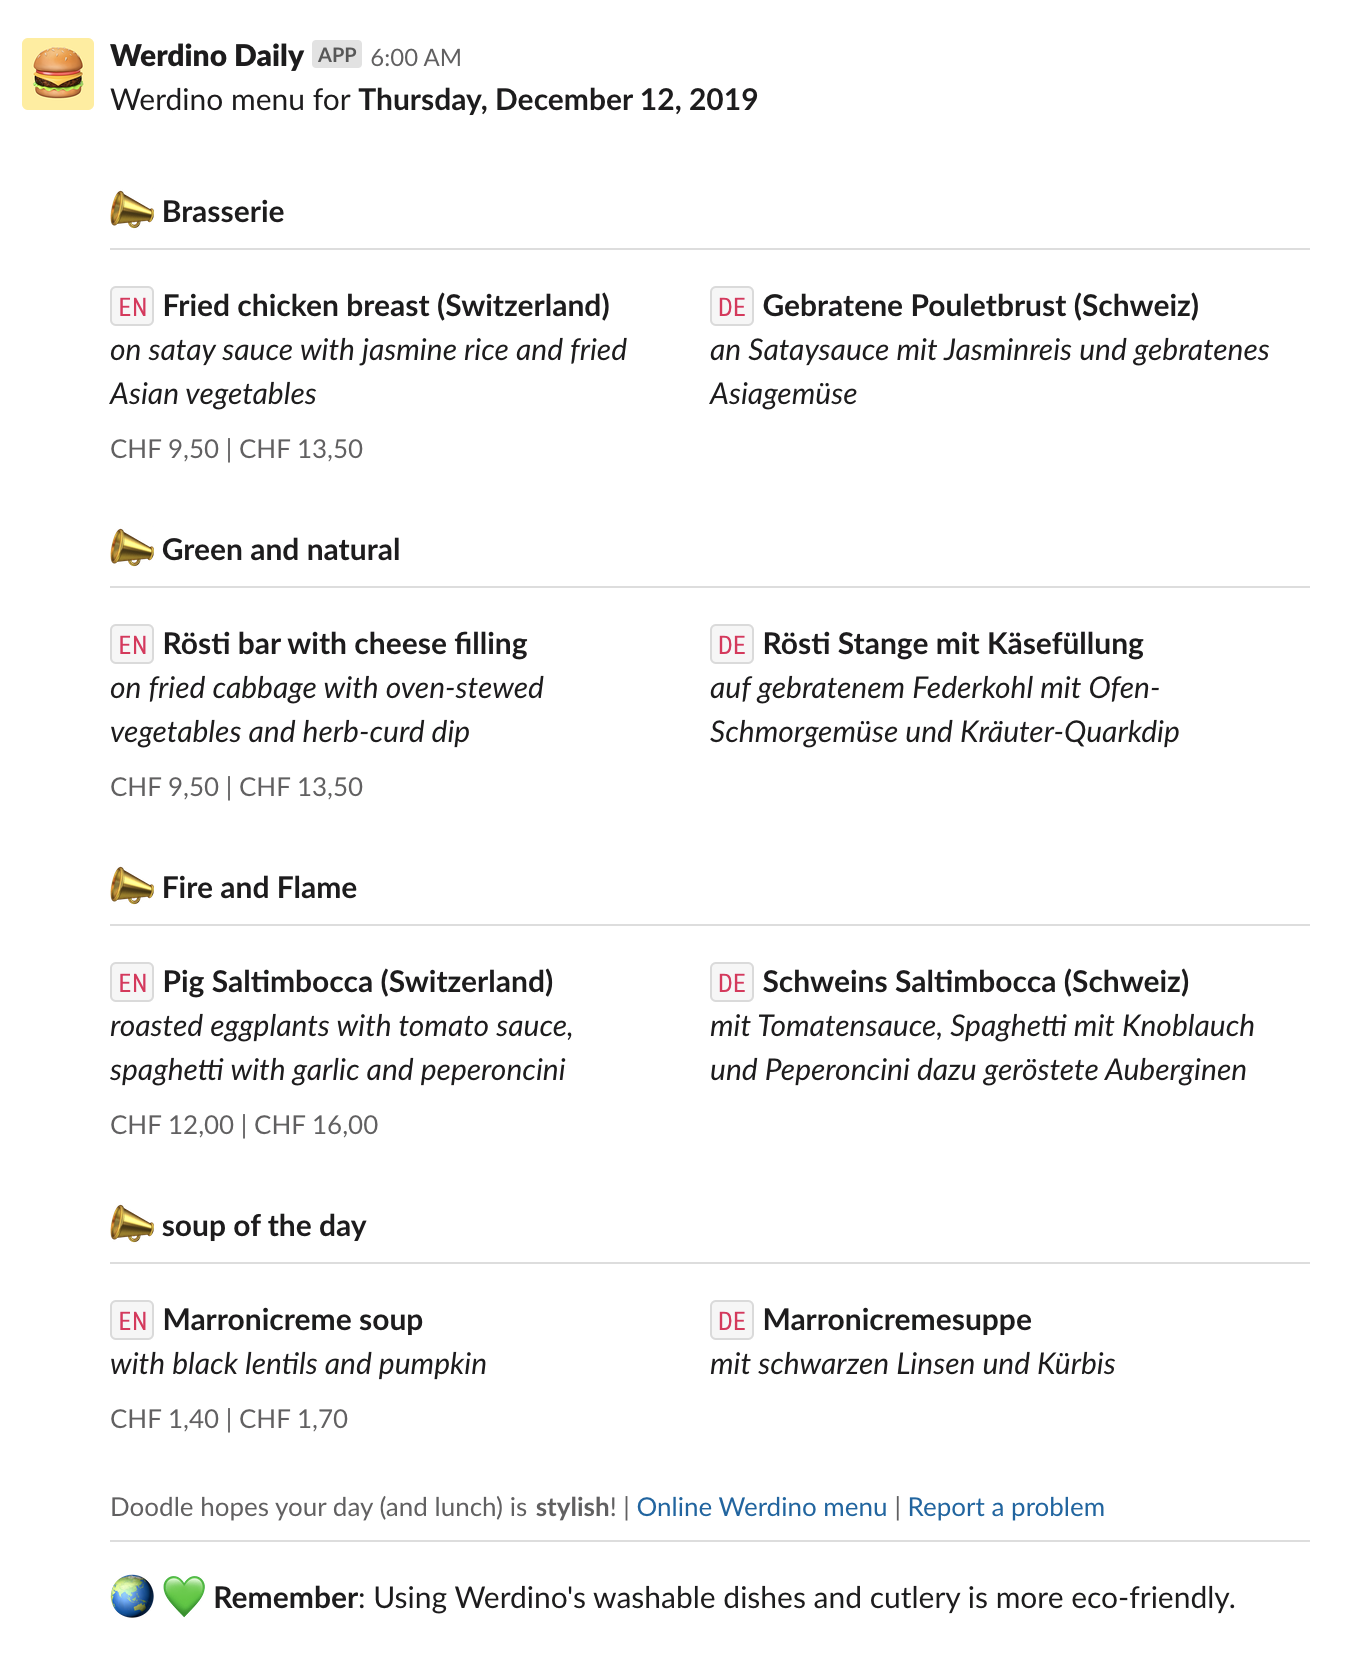 Werdino Daily APP 6:00 AM
Werdino menu for Thursday, December 12, 2019
Brasserie
EN Fried chicken breast (Switzerland)
on satay sauce with jasmine rice and fried
Asian vegetables
CHF 9,50 | CHF 13,50
DE Gebratene Pouletbrust (Schweiz)
an Sataysauce mit Jasminreis und gebratenes
Asiagemüse
Green and natural
EN Rösti bar with cheese filling
on fried cabbage with oven-stewed
vegetables and herb-curd dip
CHF 9,50 | CHF 13,50
DE Rösti Stange mit Käsefüllung
auf gebratenem Federkohl mit Ofen-
Schmorgemüse und Kräuter-Quarkdip
Fire and Flame
EN Pig Saltimbocca (Switzerland)
roasted eggplants with tomato sauce,
spaghetti with garlic and peperoncini
CHF 12,00 | CHF 16,00
DE Schweins Saltimbocca (Schweiz)
mit Tomatensauce, Spaghetti mit Knoblauch
und Peperoncini dazu geröstete Auberginen
soup of the day
EN Marronicreme soup
with black lentils and pumpkin
CHF 1,40 | CHF 1,70
DE Marronicremesuppe
mit schwarzen Linsen und Kürbis
Doodle hopes your day (and lunch) is stylish! | Online Werdino menu | Report a problem
Remember: Using Werdino's washable dishes and cutlery is more eco-friendly.